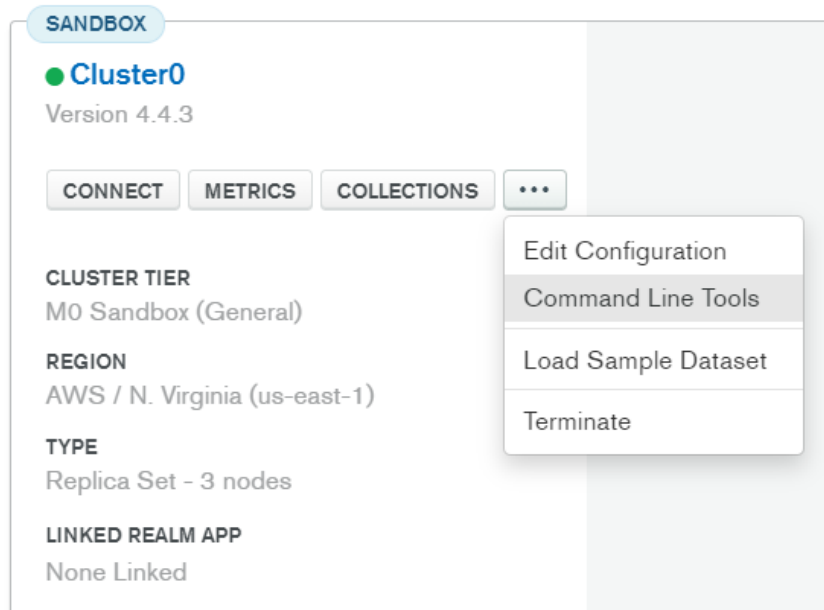 SANDBOX
Cluster0
Version 4.4.3
CONNECT METRICS COLLECTIONS •••
Edit Configuration
Command Line Tools
Load Sample Dataset
Terminate
CLUSTER TIER
M0 Sandbox (General)
REGION
AWS / N. Virginia (us-east-1)
TYPE
Replica Set - 3 nodes
LINKED REALM APP
None Linked